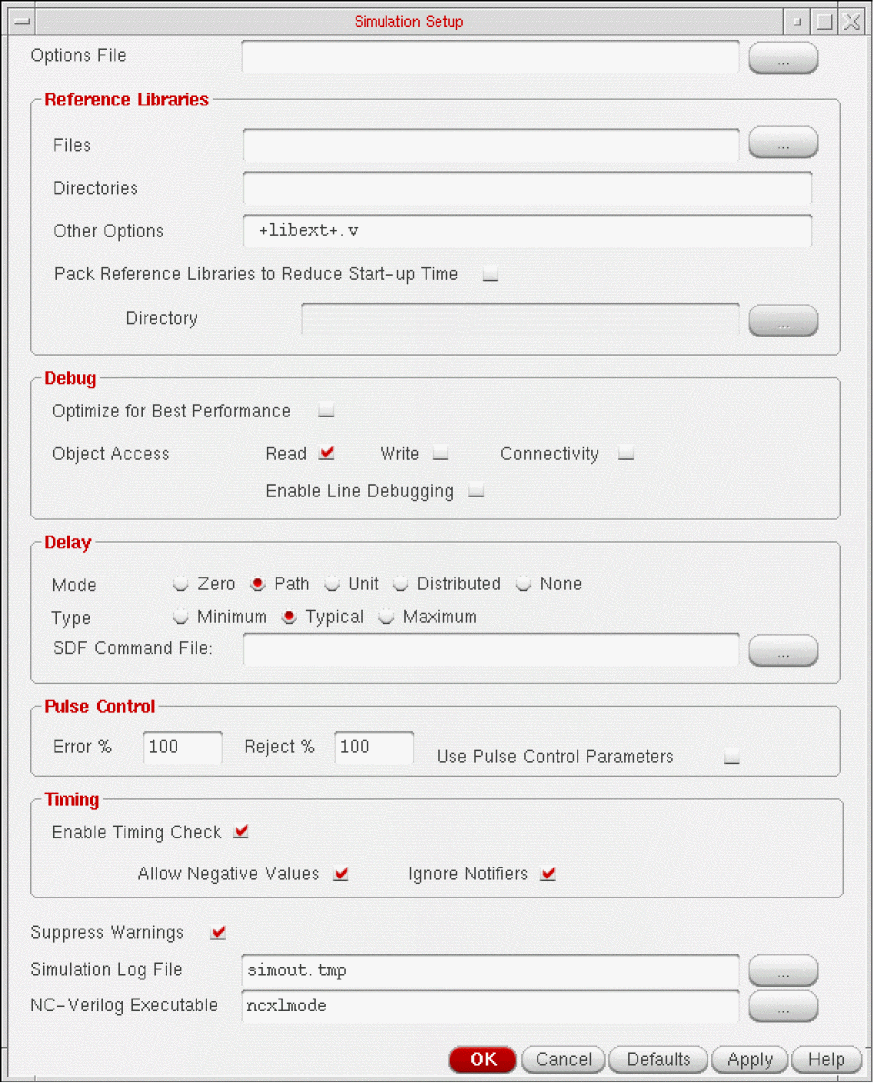 Simulation Setup
Options File ...
Reference Libraries
Files ...
Directories
Other Options +libext+.v
Pack Reference Libraries to Reduce Start-up Time
Directory ...
Debug
Optimize for Best Performance
Object Access Read Write Connectivity
Enable Line Debugging
Delay
Mode Zero Path Unit Distributed None
Type Minimum Typical Maximum
SDF Command File: ...
Pulse Control
Error % 100 Reject % 100 Use Pulse Control Parameters
Timing
Enable Timing Check
Allow Negative Values Ignore Notifiers
Suppress Warnings
Simulation Log File simout.tmp ...
NC-Verilog Executable ncxlmode ...
OK Cancel Defaults Apply Help